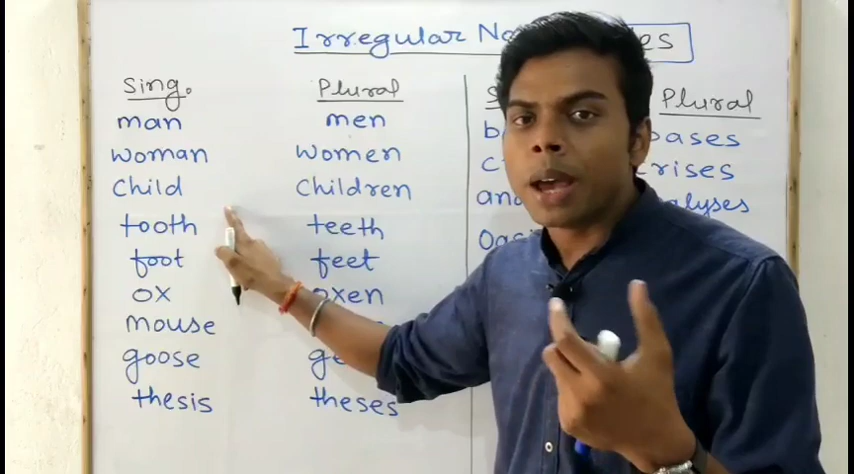 Irregular
Sing. Plural Plural
man men bases
woman women
child children
tooth teeth
foot feet
ox oxen
mouse
goose
thesis theses